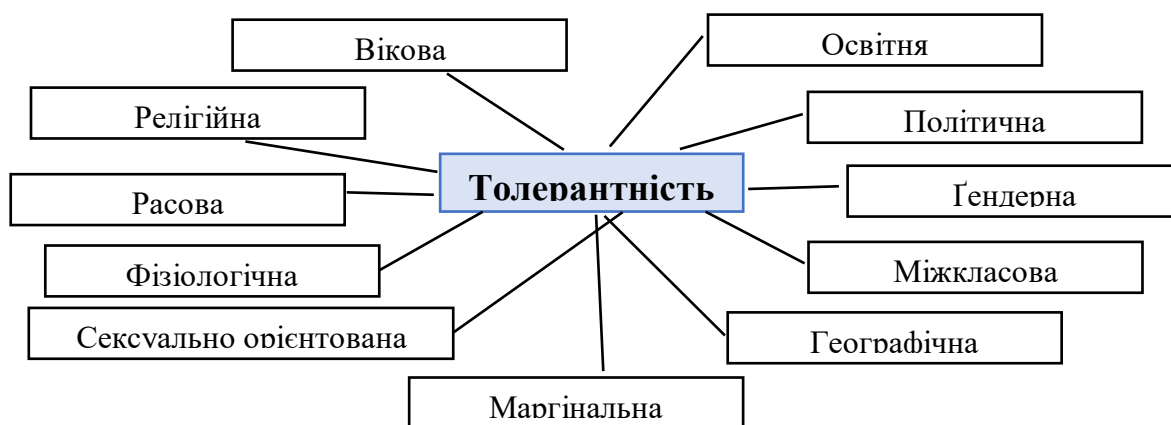 Вікова
Освітня
Релігійна
Політична
Толерантність
Расова
Ґендерна
Фізіологічна
Міжкласова
Сексуально орієнтована
Географічна
Маргінальна